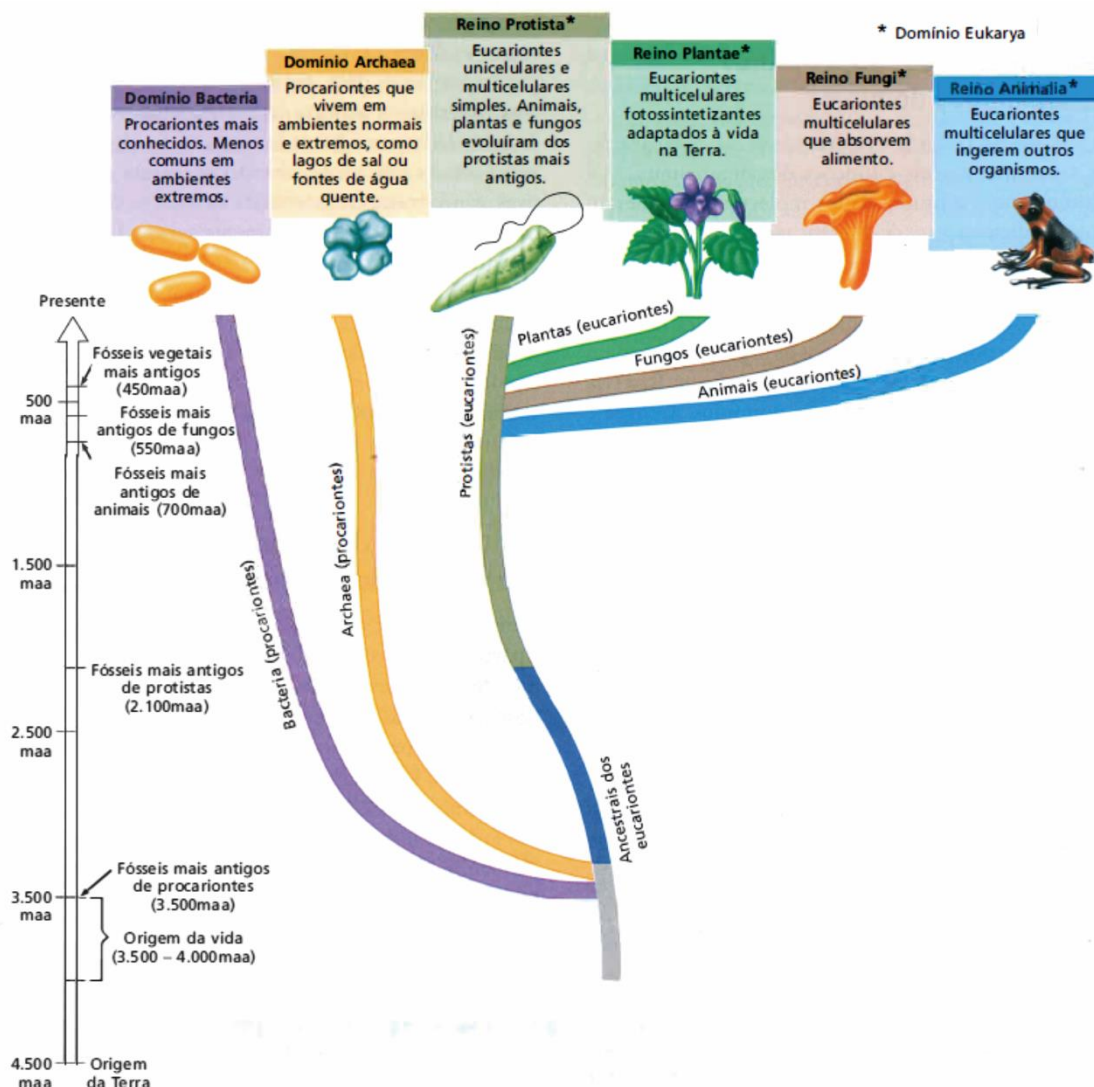 Reino Protista*
Eucariontes
unicelulares e
multicelulares
simples. Animais,
plantas e fungos
evoluíram dos
protistas mais
antigos.
* Domínio Eukarya
Domínio Archaea
Procariontes que
vivem em
ambientes normais
e extremos, como
lagos de sal ou
fontes de água
quente.
Reino Plantae*
Eucariontes
multicelulares
fotossintetizantes
adaptados à vida
na Terra.
Reino Fungi*
Eucariontes
multicelulares
que absorvem
alimento.
Reino Animalia*
Eucariontes
multicelulares que
ingerem outros
organismos.
Domínio Bacteria
Procariontes mais
conhecidos. Menos
comuns em
ambientes
extremos.
Presente
Fósseis vegetais
mais antigos
(450maa)
500
maa
Fósseis mais
antigos de fungos
(550maa)
Fósseis mais
antigos de
animais (700maa)
1.500
maa
Fósseis mais antigos
de protistas
(2.100maa)
2.500
maa
Fósseis mais antigos
de procariontes
(3.500maa)
3.500
maa
Origem da vida
(3.500 – 4.000maa)
4.500
maa
Origem
da Terra
Bacteria (procariontes)
Archaea (procariontes)
Protistas (eucariontes)
Plantas (eucariontes)
Fungos (eucariontes)
Animais (eucariontes)
Ancestrais dos
eucariontes